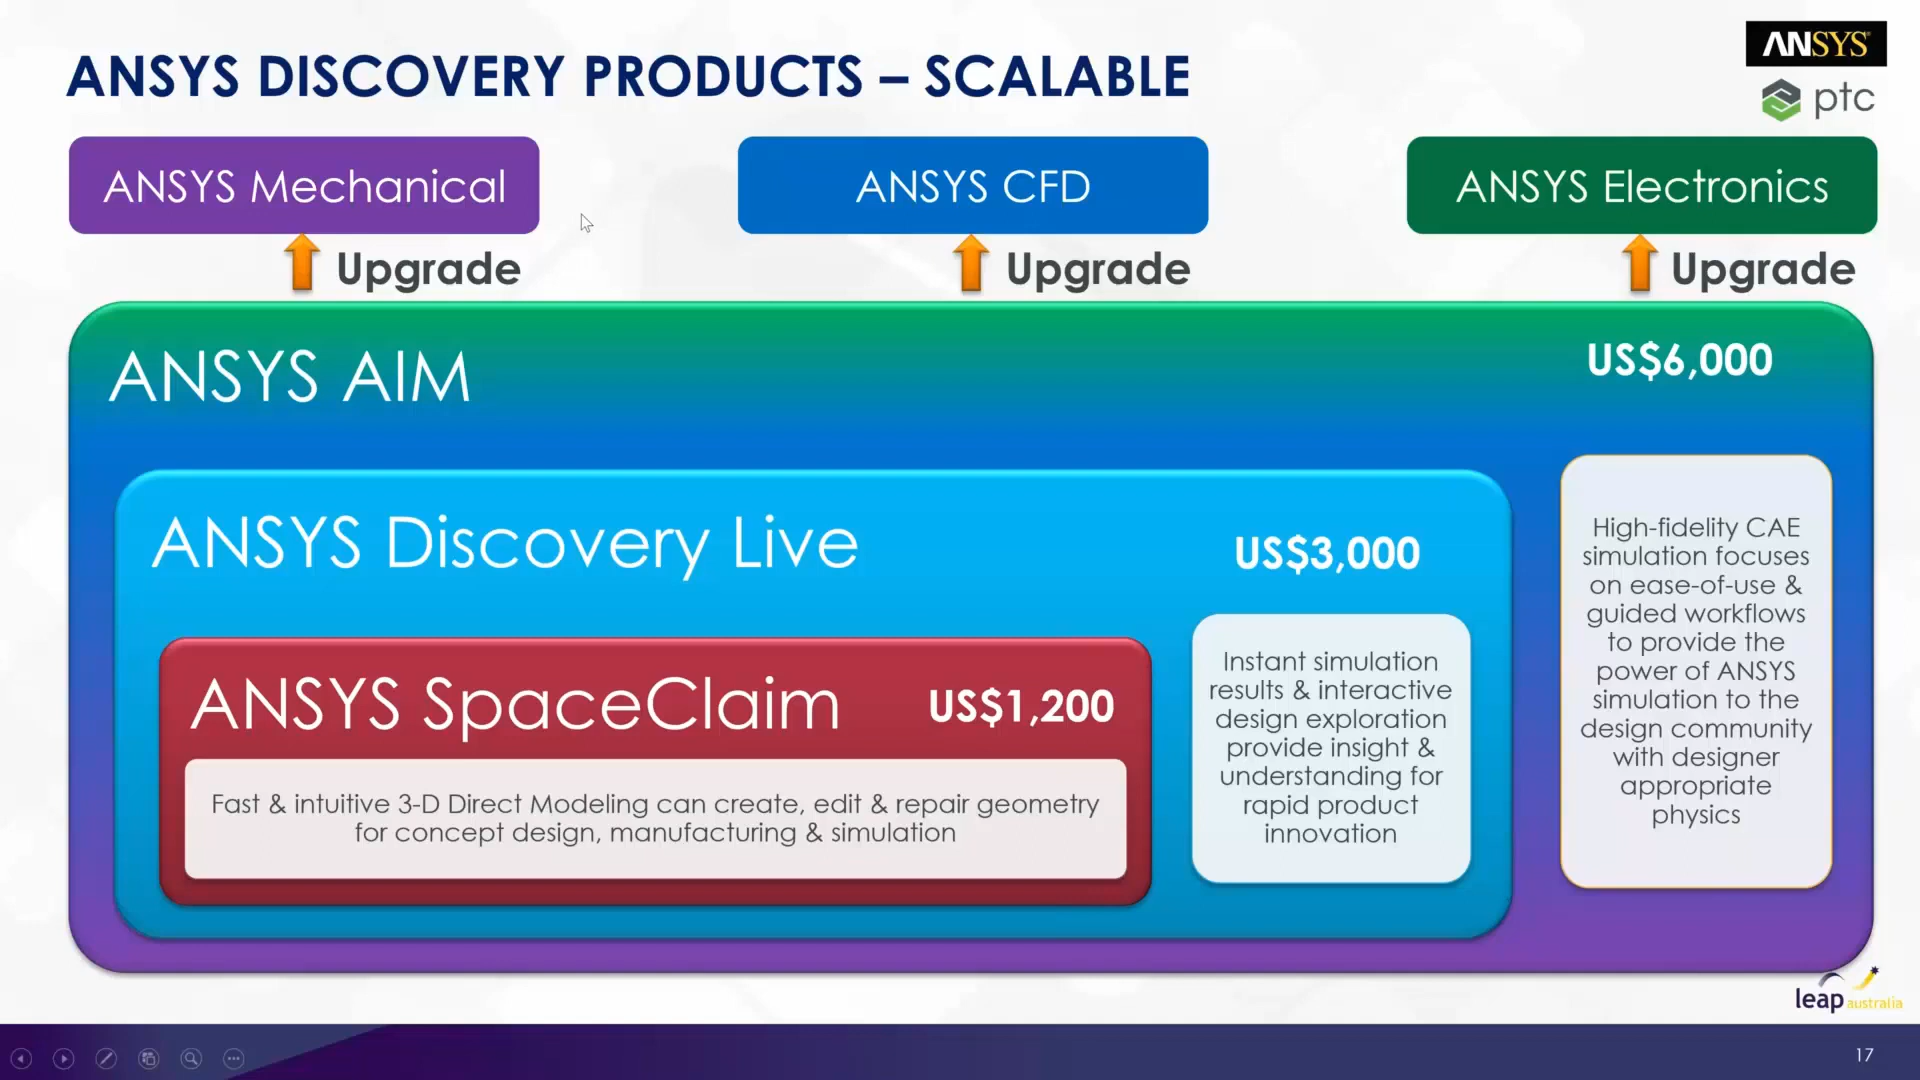 ANSYS DISCOVERY PRODUCTS – SCALABLE
ANSYS
ptc
ANSYS Mechanical
ANSYS CFD
ANSYS Electronics
Upgrade
Upgrade
Upgrade
ANSYS AIM
US$6,000
ANSYS Discovery Live
US$3,000
ANSYS SpaceClaim
US$1,200
Fast & intuitive 3-D Direct Modeling can create, edit & repair geometry
for concept design, manufacturing & simulation
Instant simulation
results & interactive
design exploration
provide insight &
understanding for
rapid product
innovation
High-fidelity CAE
simulation focuses
on ease-of-use &
guided workflows
to provide the
power of ANSYS
simulation to the
design community
with designer
appropriate
physics
leap australia
17